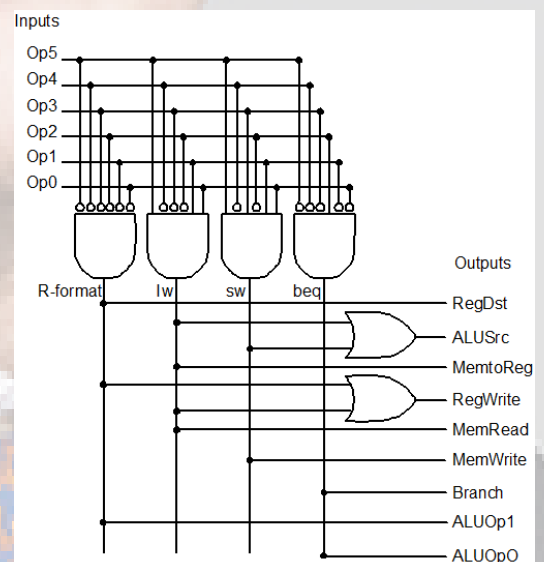 Inputs
Op5
Op4
Op3
Op2
Op1
Op0
R-format lw sw beq
Outputs
RegDst
ALUSrc
MemtoReg
RegWrite
MemRead
MemWrite
Branch
ALUOp1
ALUOpO